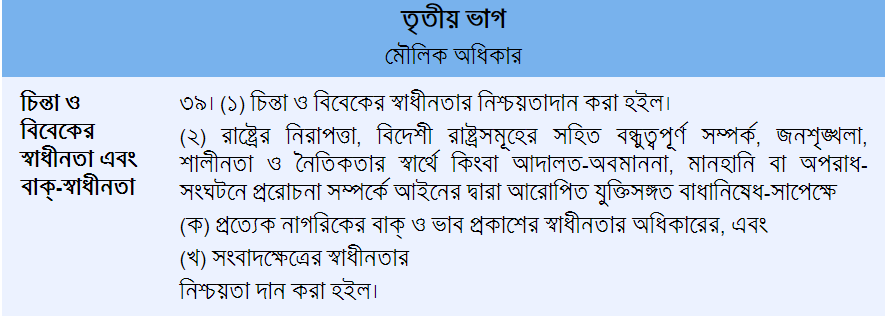 তৃতীয় ভাগ
মৌলিক অধিকার
চিন্তা ও
বিবেকের
স্বাধীনতা এবং
বাক্-স্বাধীনতা
৩৯। (১) চিন্তা ও বিবেকের স্বাধীনতার নিশ্চয়তাদান করা হইল।
(২) রাষ্ট্রের নিরাপত্তা, বিদেশী রাষ্ট্রসমূহের সহিত বন্ধুত্বপূর্ণ সম্পর্ক, জনশৃঙ্খলা,
শালীনতা ও নৈতিকতার স্বার্থে কিংবা আদালত-অবমাননা, মানহানি বা অপরাধ-
সংঘটনে প্ররোচনা সম্পর্কে আইনের দ্বারা আরোপিত যুক্তিসঙ্গত বাধানিষেধ-সাপেক্ষে
(ক) প্রত্যেক নাগরিকের বাক্ ও ভাব প্রকাশের স্বাধীনতার অধিকারের, এবং
(খ) সংবাদক্ষেত্রের স্বাধীনতার
নিশ্চয়তা দান করা হইল।